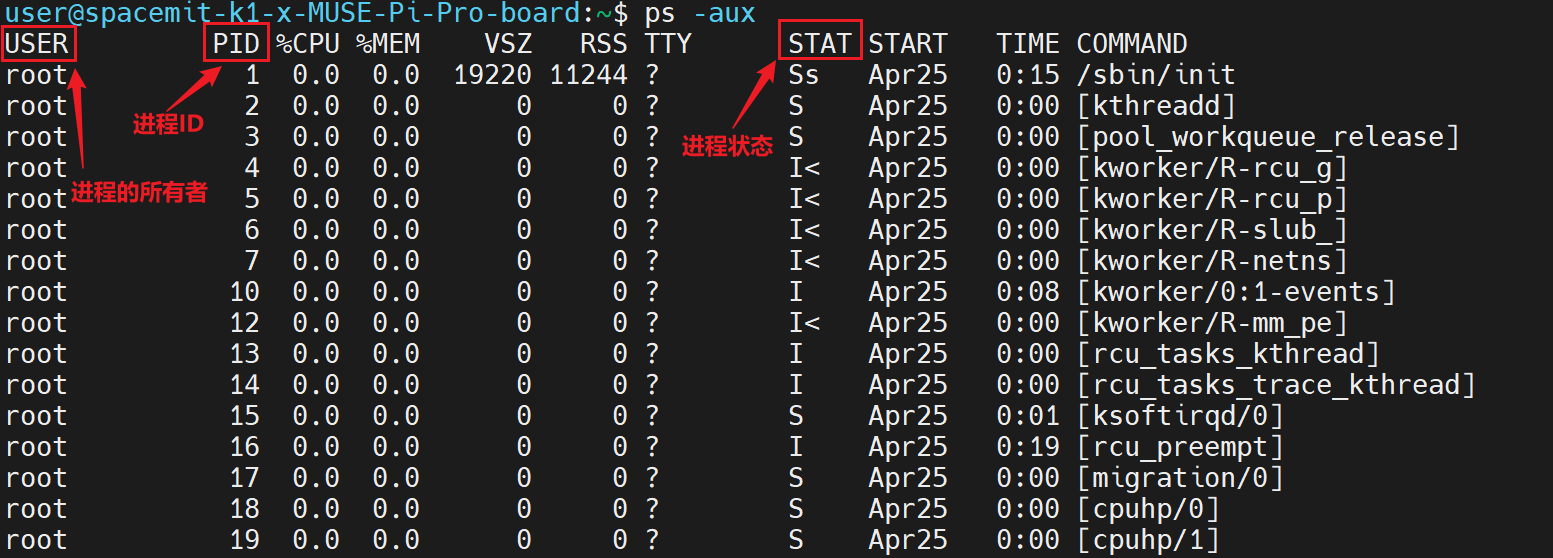 user@spacemit-k1-x-MUSE-Pi-Pro-board:~$ ps -aux
USER PID %CPU %MEM VSZ RSS TTY STAT START TIME COMMAND
root 1 0.0 0.0 19220 11244 ? Ss Apr25 0:15 /sbin/init
root 2 0.0 0.0 0 0 ? S Apr25 0:00 [kthreadd]
进程ID
root 3 0.0 0.0 0 0 ? S Apr25 0:00 [pool_workqueue_release]
进程状态
root 4 0.0 0.0 0 0 ? I< Apr25 0:00 [kworker/R-rcu_g]
进程的所有者
root 5 0.0 0.0 0 0 ? I< Apr25 0:00 [kworker/R-rcu_p]
root 6 0.0 0.0 0 0 ? I< Apr25 0:00 [kworker/R-slub_]
root 7 0.0 0.0 0 0 ? I< Apr25 0:00 [kworker/R-netns]
root 10 0.0 0.0 0 0 ? I Apr25 0:08 [kworker/0:1-events]
root 12 0.0 0.0 0 0 ? I< Apr25 0:00 [kworker/R-mm_pe]
root 13 0.0 0.0 0 0 ? I Apr25 0:00 [rcu_tasks_kthread]
root 14 0.0 0.0 0 0 ? I Apr25 0:00 [rcu_tasks_trace_kthread]
root 15 0.0 0.0 0 0 ? S Apr25 0:01 [ksoftirqd/0]
root 16 0.0 0.0 0 0 ? I Apr25 0:19 [rcu_preempt]
root 17 0.0 0.0 0 0 ? S Apr25 0:00 [migration/0]
root 18 0.0 0.0 0 0 ? S Apr25 0:00 [cpuhp/0]
root 19 0.0 0.0 0 0 ? S Apr25 0:00 [cpuhp/1]